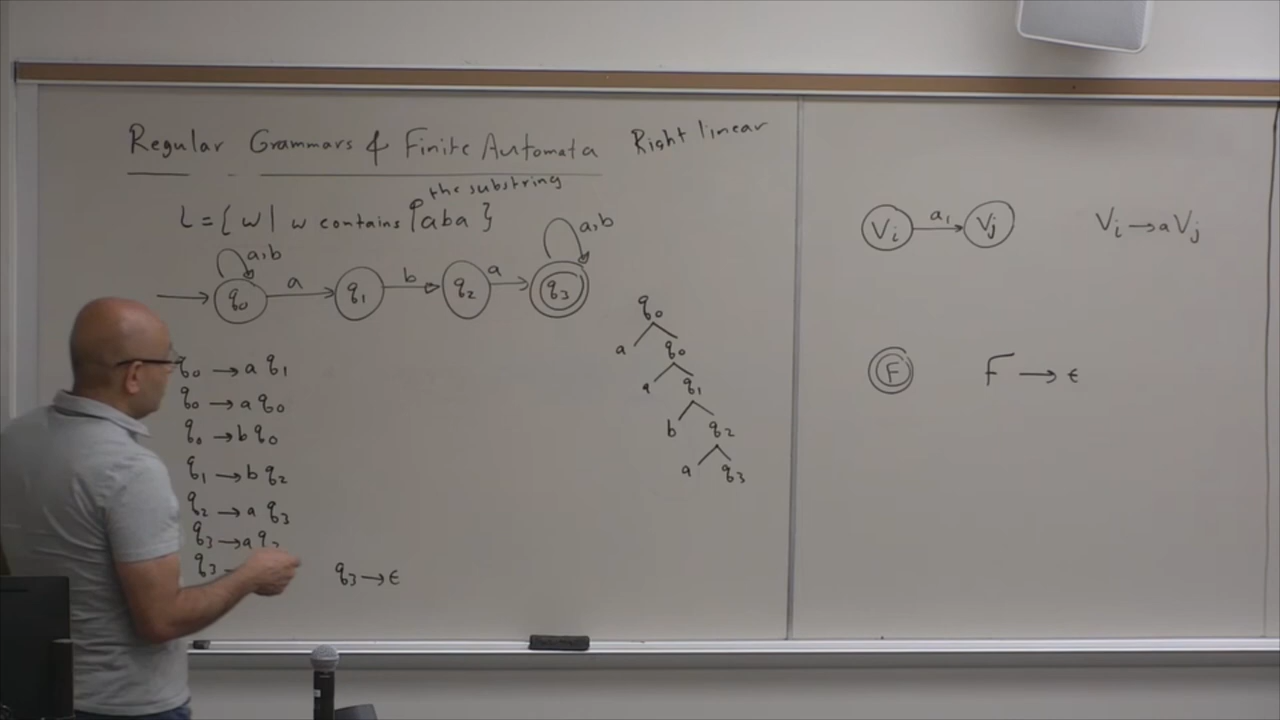 Regular Grammars & Finite Automata Right linear
the substring
L = { w | w contains aba }
a,b
a,b
a b a
q₀ q₁ q₂ q₃
q₀ → a q₁
q₀ → a q₀
q₀ → b q₀
q₁ → b q₂
q₂ → a q₃
q₃ → a q
q₃ →
q₃ → ϵ
q₀
a q₀
a q₁
b q₂
a q₃
Vᵢ a₁ Vⱼ Vᵢ → a Vⱼ
F F → ϵ